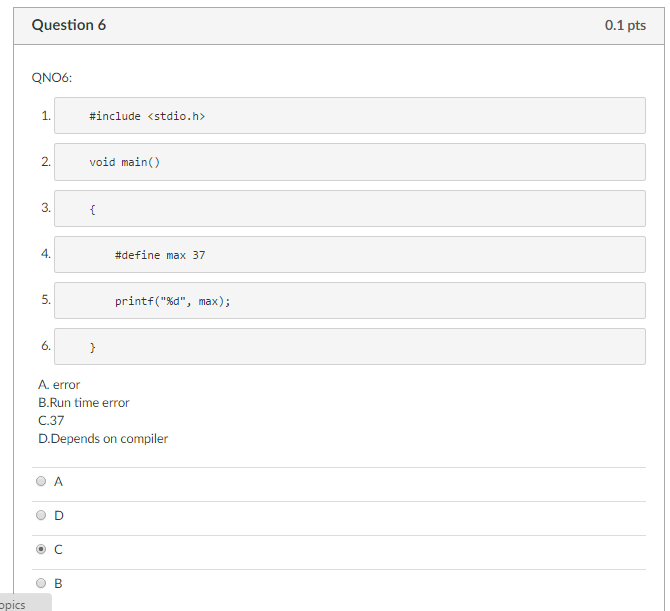 Question 6 0.1 pts
QNO6:
1. #include <stdio.h>
2. void main()
3. {
4. #define max 37
5. printf("%d", max);
6. }
A. error
B.Run time error
C.37
D.Depends on compiler
A
D
C
B
opics